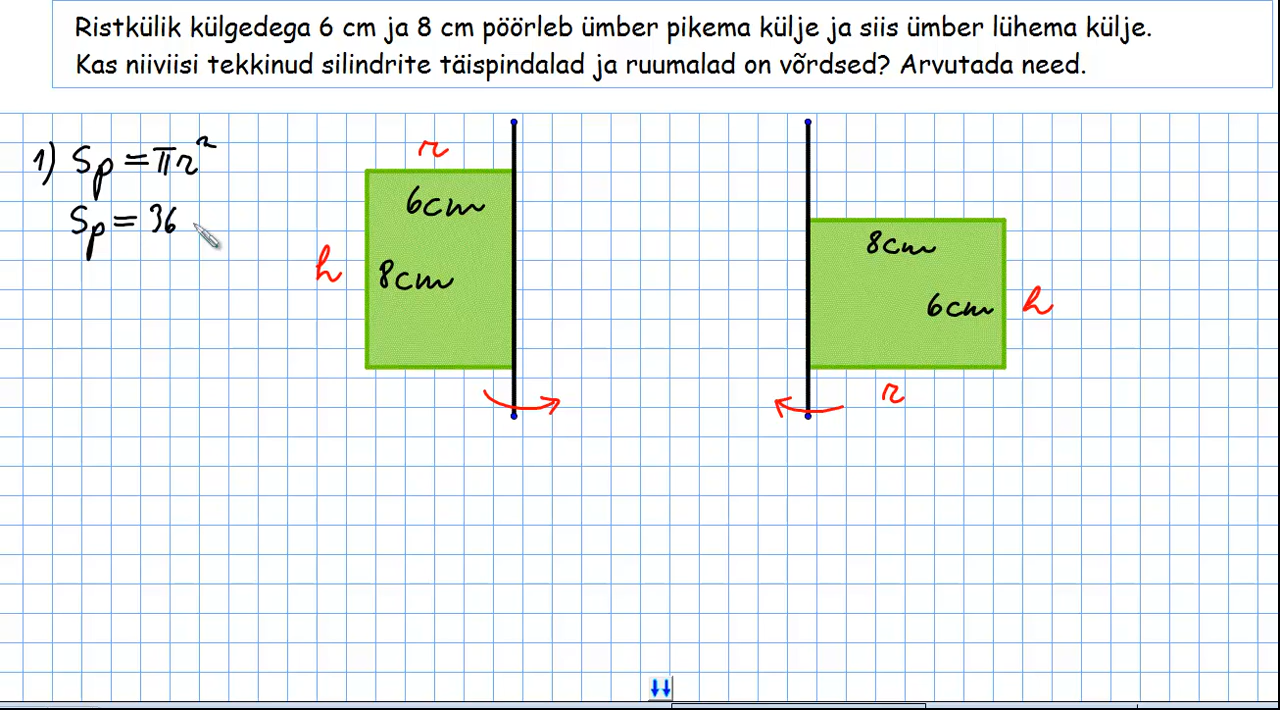 Ristkülik külgedega 6 cm ja 8 cm pöörleb ümber pikema külje ja siis ümber lühema külje.
Kas niiviisi tekkinud silindrite täispindalad ja ruumalad on võrdsed? Arvutada need.
1) Sp = πr²
Sp = 36
r
6cm
h
8cm
8cm
6cm
h
r